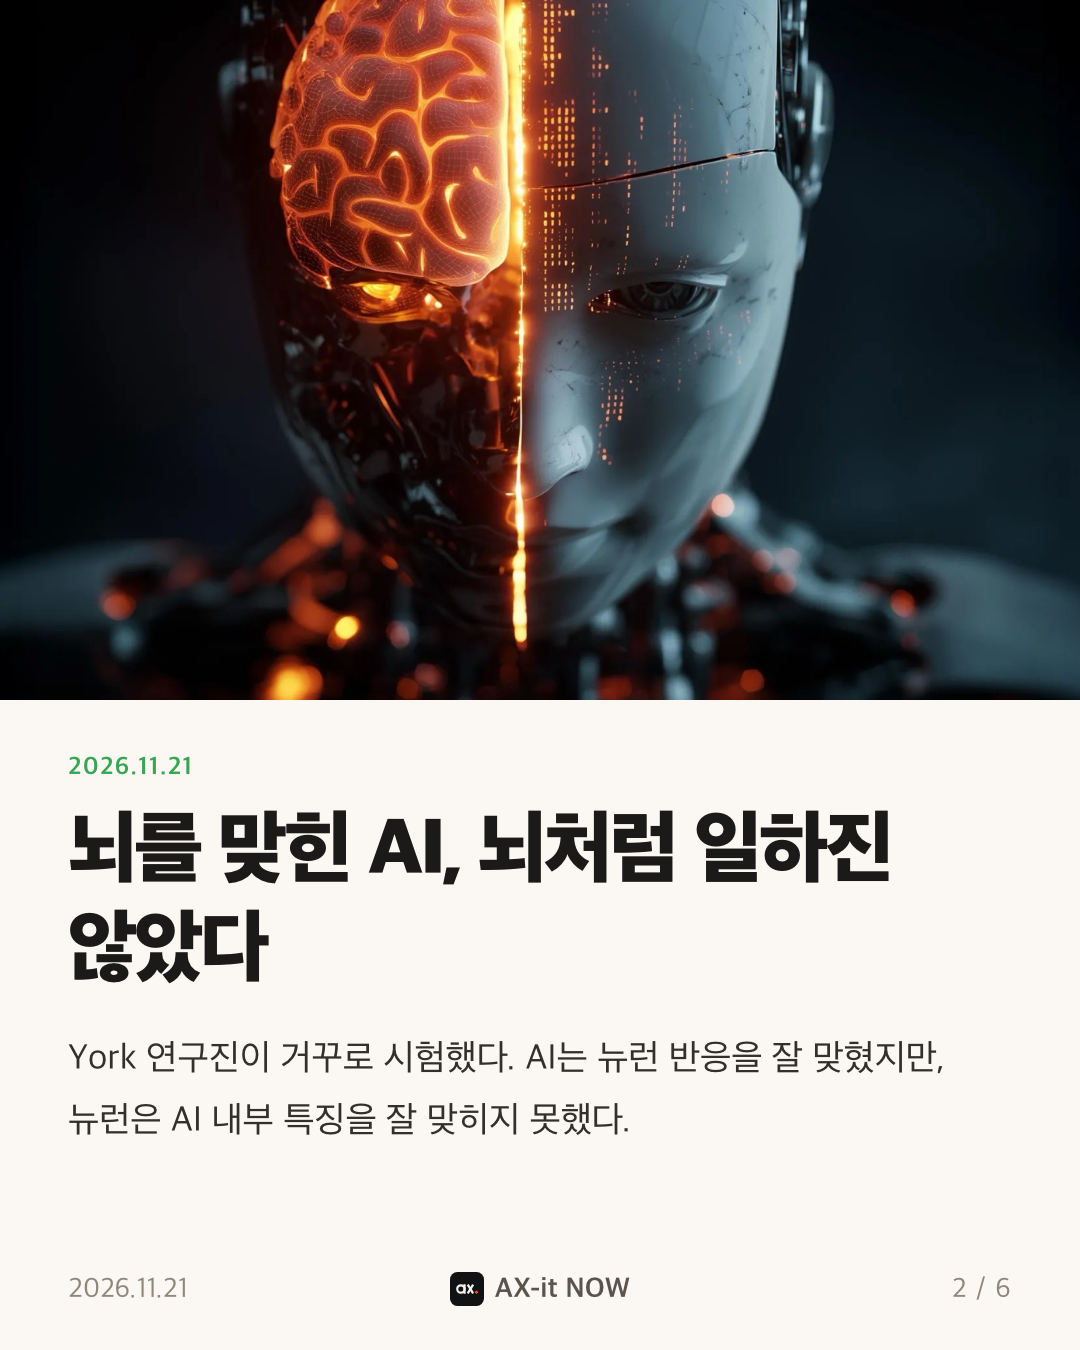 2026.11.21
뇌를 맞힌 AI, 뇌처럼 일하진
않았다
York 연구진이 거꾸로 시험했다. AI는 뉴런 반응을 잘 맞혔지만,
뉴런은 AI 내부 특징을 잘 맞히지 못했다.
2026.11.21
ax. AX-it NOW
2 / 6